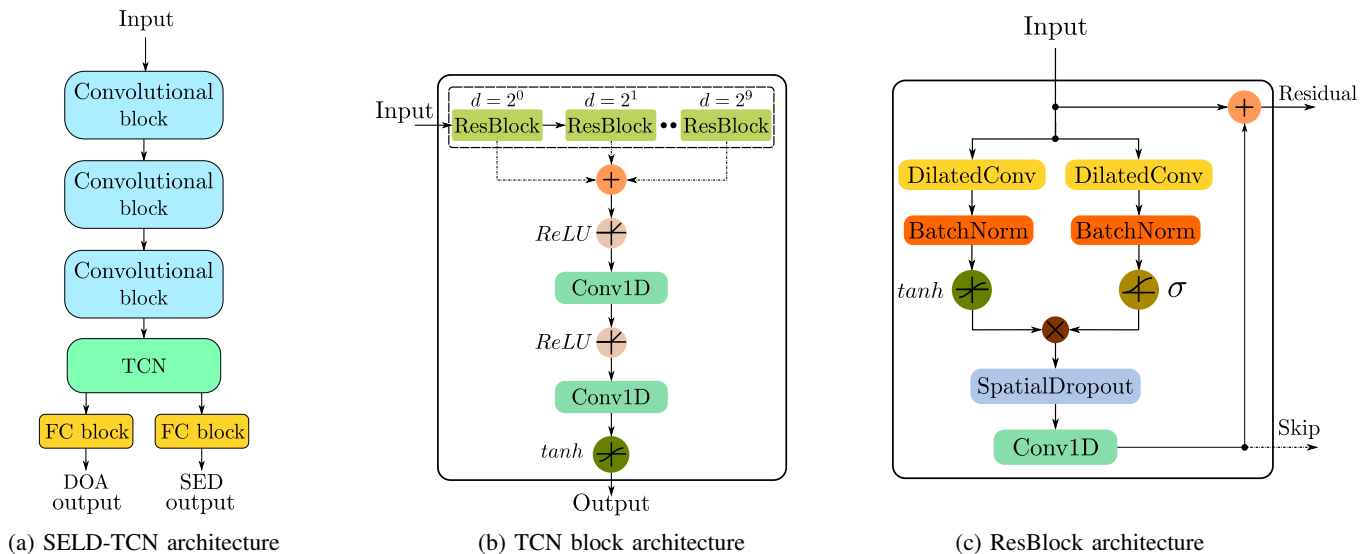 Input
Convolutional
block
Convolutional
block
Convolutional
block
TCN
FC block FC block
DOA
output
SED
output
(a) SELD-TCN architecture
Input
d = 2^0 d = 2^1 d = 2^9
ResBlock ResBlock ResBlock
+
ReLU
Conv1D
ReLU
Conv1D
tanh
Output
(b) TCN block architecture
Input
+ Residual
DilatedConv DilatedConv
BatchNorm BatchNorm
tanh σ
×
SpatialDropout
Skip
Conv1D
(c) ResBlock architecture